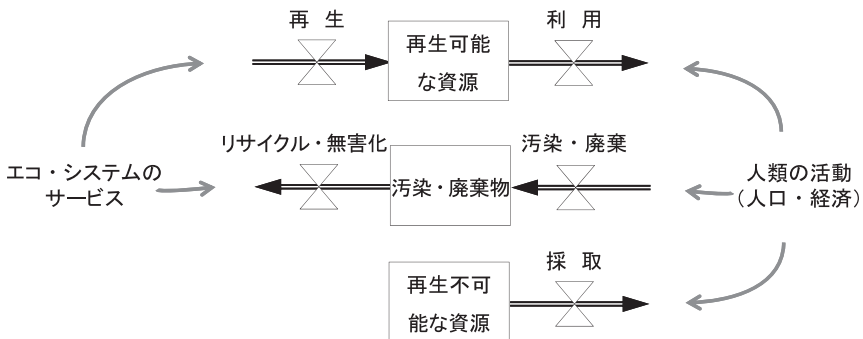 再 生
利 用
再生可能
な資源
リサイクル・無害化
汚染・廃棄
エコ・システムの
サービス
汚染・廃棄物
人類の活動
（人口・経済）
採 取
再生不可
能な資源